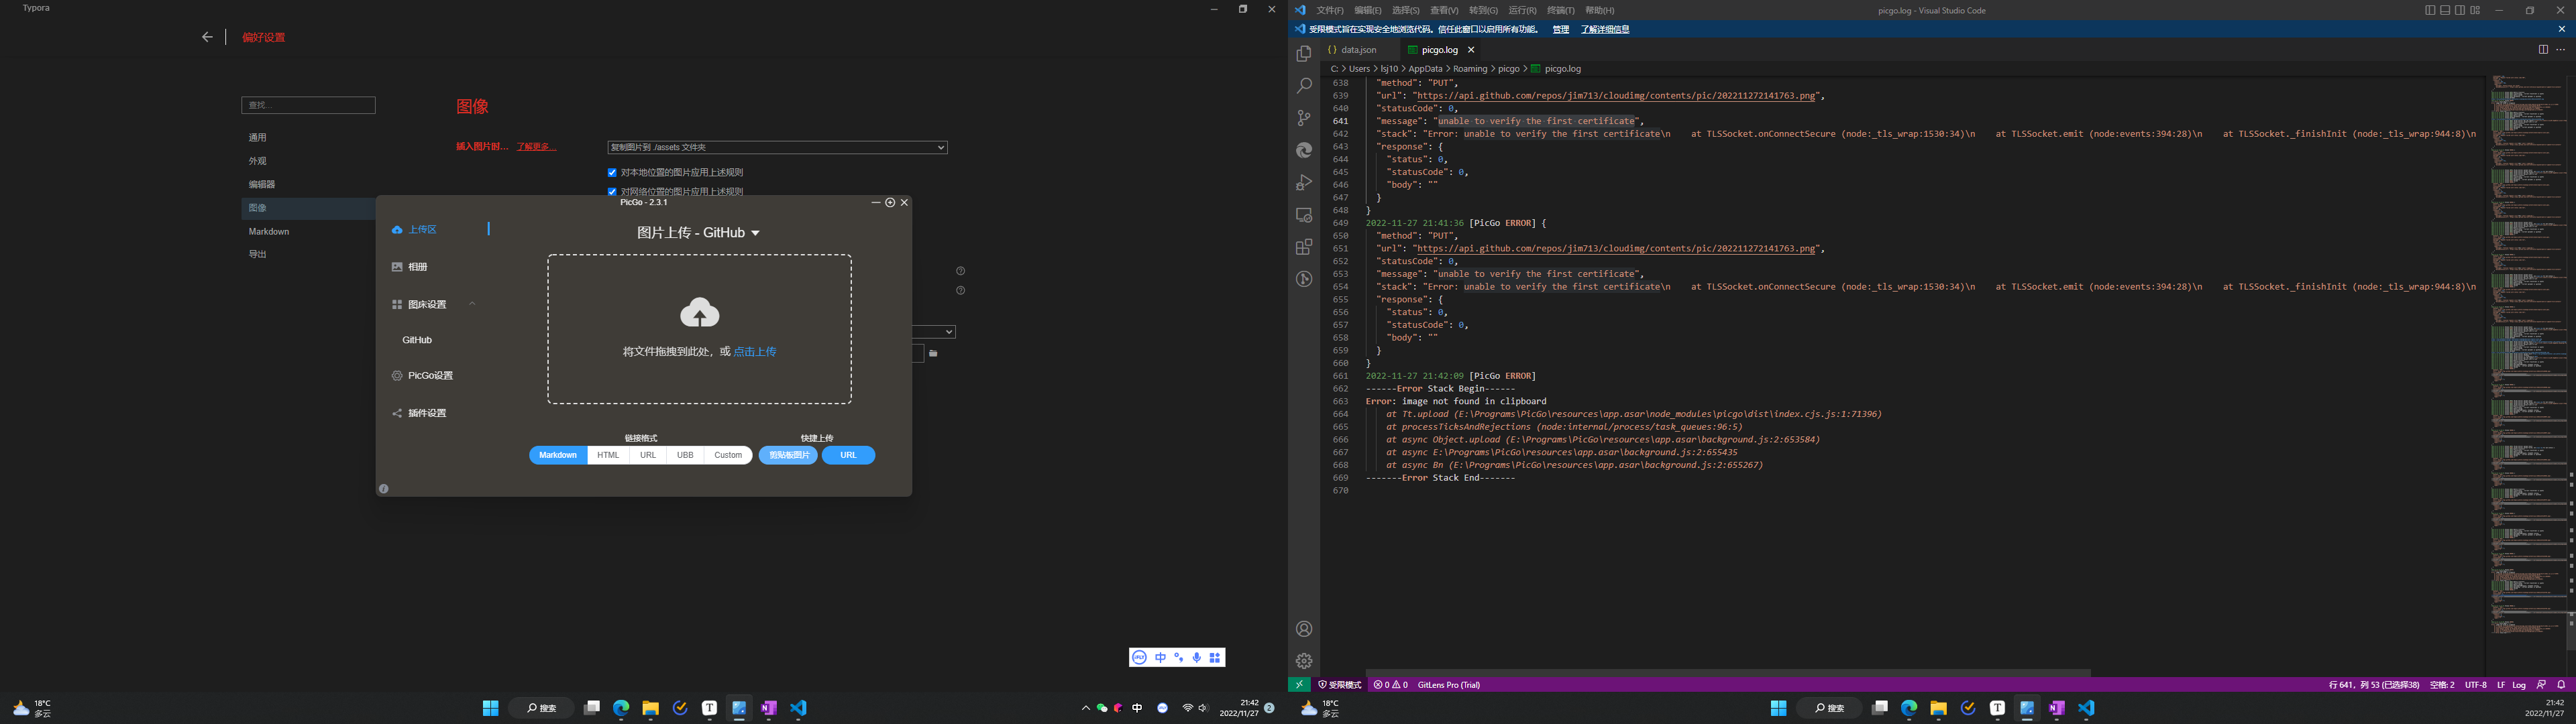 Typora
偏好设置
查找...
通用
外观
编辑器
图像
Markdown
导出
图像
插入图片时... 了解更多...
复制图片到 ./assets 文件夹
对本地位置的图片应用上述规则
对网络位置的图片应用上述规则
PicGo - 2.3.1
上传区
相册
图床设置
GitHub
PicGo设置
插件设置
图片上传 - GitHub
将文件拖拽到此处，或 点击上传
链接格式
快捷上传
Markdown HTML URL UBB Custom
剪贴板图片 URL
中
18°C
多云
搜索
中
21:42
2022/11/27
2
文件(F) 编辑(E) 选择(S) 查看(V) 转到(G) 运行(R) 终端(T) 帮助(H)
picgo.log - Visual Studio Code
受限模式旨在实现安全地浏览代码。信任此窗口以启用所有功能。 管理 了解详细信息
{} data.json
picgo.log
C: > Users > lsj10 > AppData > Roaming > picgo > picgo.log
638 "method": "PUT",
639 "url": "https://api.github.com/repos/jim713/cloudimg/contents/pic/202211272141763.png",
640 "statusCode": 0,
641 "message": "unable to verify the first certificate",
642 "stack": "Error: unable to verify the first certificate\n    at TLSSocket.onConnectSecure (node:_tls_wrap:1530:34)\n    at TLSSocket.emit (node:events:394:28)\n    at TLSSocket._finishInit (node:_tls_wrap:944:8)\n
643 "response": {
644 "status": 0,
645 "statusCode": 0,
646 "body": ""
647 }
648 }
649 2022-11-27 21:41:36 [PicGo ERROR] {
650 "method": "PUT",
651 "url": "https://api.github.com/repos/jim713/cloudimg/contents/pic/202211272141763.png",
652 "statusCode": 0,
653 "message": "unable to verify the first certificate",
654 "stack": "Error: unable to verify the first certificate\n    at TLSSocket.onConnectSecure (node:_tls_wrap:1530:34)\n    at TLSSocket.emit (node:events:394:28)\n    at TLSSocket._finishInit (node:_tls_wrap:944:8)\n
655 "response": {
656 "status": 0,
657 "statusCode": 0,
658 "body": ""
659 }
660 }
661 2022-11-27 21:42:09 [PicGo ERROR]
662 ------Error Stack Begin------
663 Error: image not found in clipboard
664 at Tt.upload (E:\Programs\PicGo\resources\app.asar\node_modules\picgo\dist\index.cjs.js:1:71396)
665 at processTicksAndRejections (node:internal/process/task_queues:96:5)
666 at async Object.upload (E:\Programs\PicGo\resources\app.asar\background.js:2:653584)
667 at async E:\Programs\PicGo\resources\app.asar\background.js:2:655435
668 at async Bn (E:\Programs\PicGo\resources\app.asar\background.js:2:655267)
669 -------Error Stack End-------
670
受限模式 0 0 GitLens Pro (Trial)
行 641，列 53 (已选择38) 空格: 2 UTF-8 LF Log
18°C
多云
搜索
21:42
2022/11/27